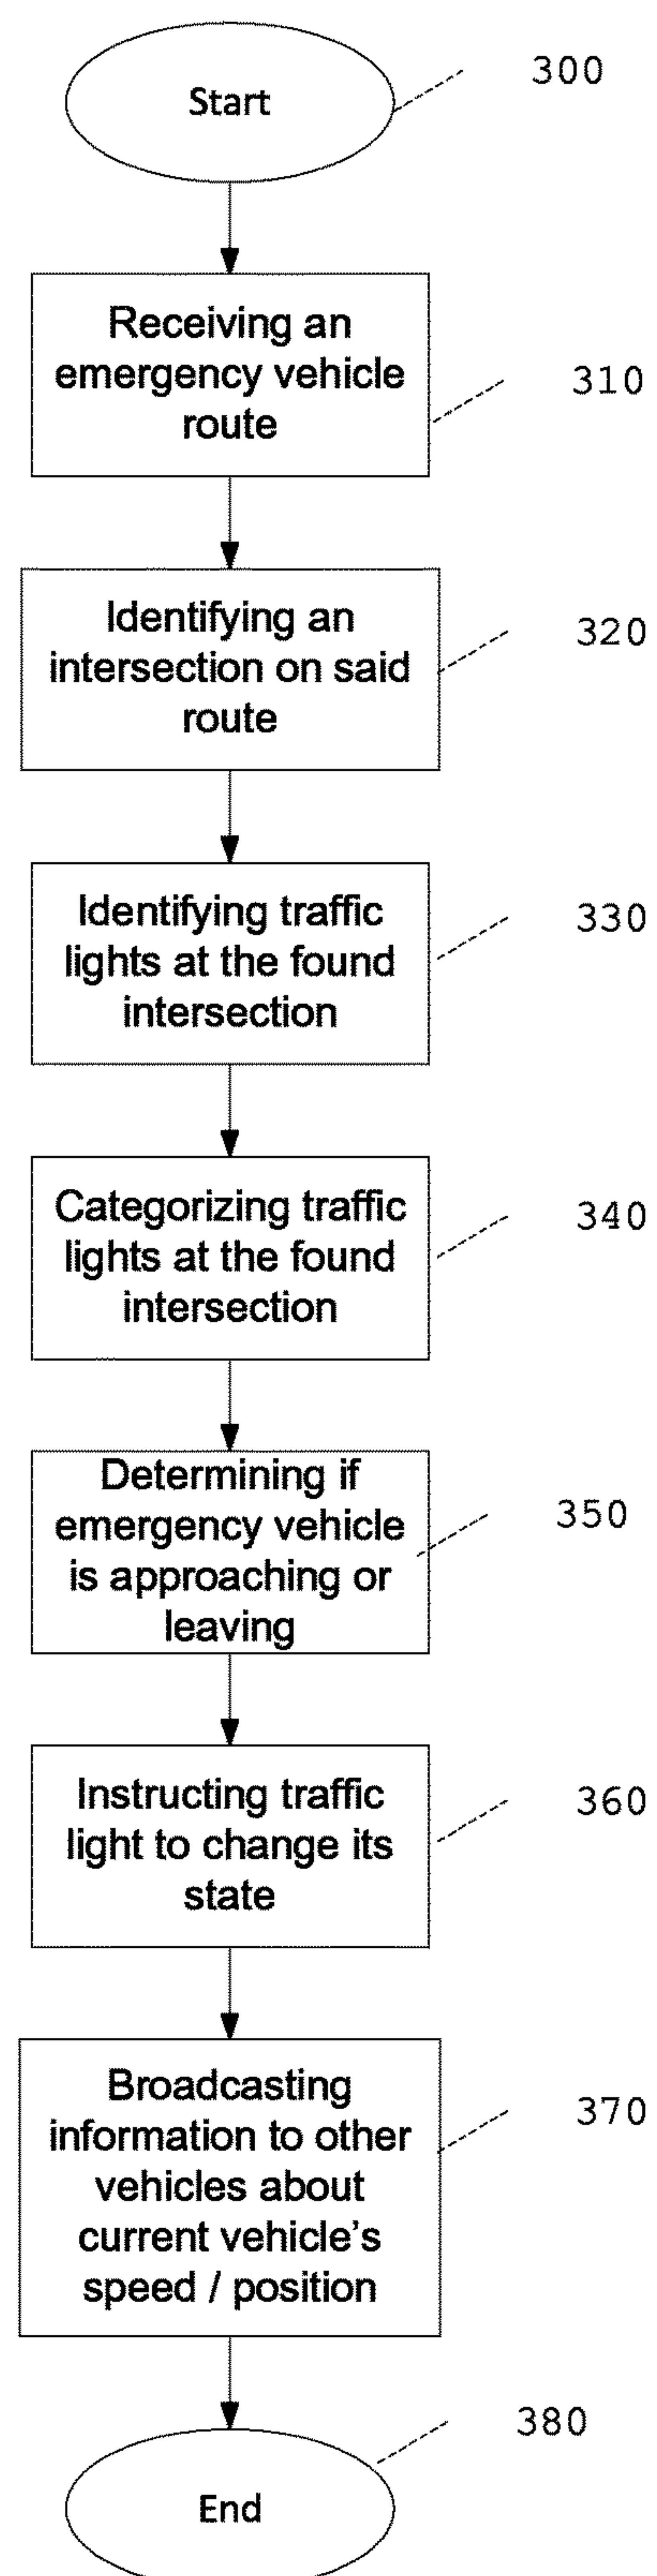 Start
300
Receiving an
emergency vehicle
route
310
Identifying an
intersection on said
route
320
Identifying traffic
lights at the found
intersection
330
Categorizing traffic
lights at the found
intersection
340
Determining if
emergency vehicle
is approaching or
leaving
350
Instructing traffic
light to change its
state
360
Broadcasting
information to other
vehicles about
current vehicle's
speed / position
370
380
End